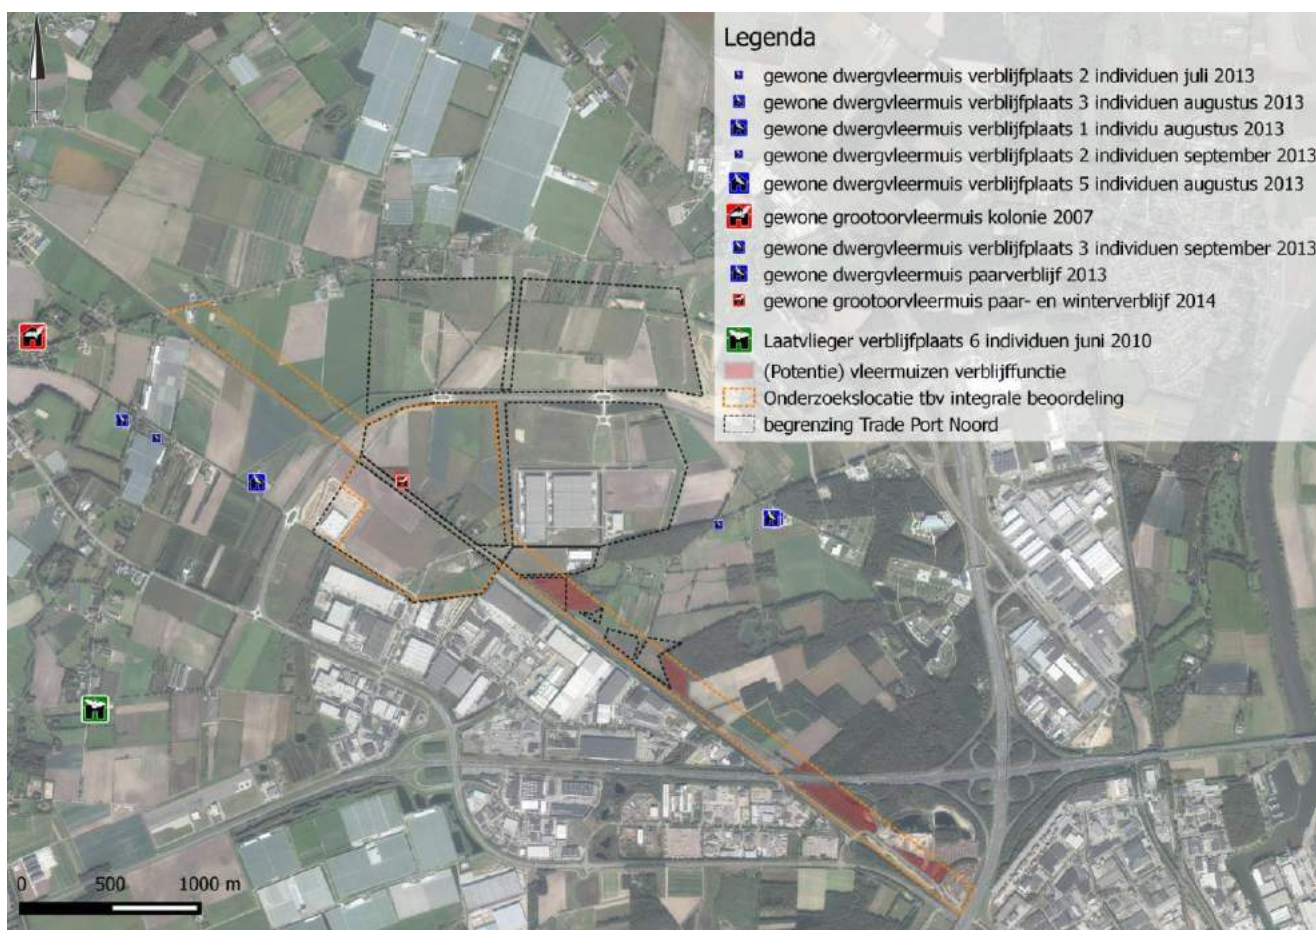 Legenda
gewone dwergvleermuis verblijfplaats 2 individuen juli 2013
gewone dwergvleermuis verblijfplaats 3 individuen augustus 2013
gewone dwergvleermuis verblijfplaats 1 individu augustus 2013
gewone dwergvleermuis verblijfplaats 2 individuen september 2013
gewone dwergvleermuis verblijfplaats 5 individuen augustus 2013
gewone grootoorvleermuis kolonie 2007
gewone dwergvleermuis verblijfplaats 3 individuen september 2013
gewone dwergvleermuis paarverblijf 2013
gewone grootoorvleermuis paar- en winterverblijf 2014
Laatvlieger verblijfplaats 6 individuen juni 2010
(Potentie) vleermuizen verblijffunctie
Onderzoekslocatie tbv integrale beoordeling
begrenzing Trade Port Noord
0 500 1000 m